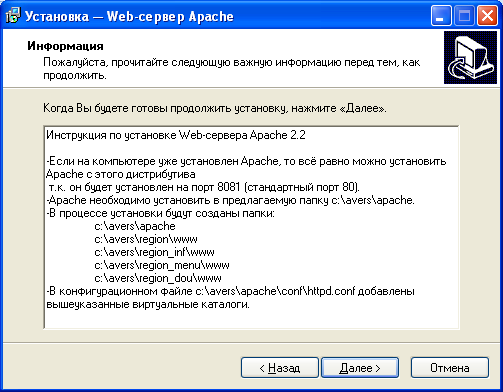 Установка — Web-сервер Apache
Информация
Пожалуйста, прочитайте следующую важную информацию перед тем, как
продолжить.
Когда Вы будете готовы продолжить установку, нажмите «Далее».
Инструкция по установке Web-сервера Apache 2.2
-Если на компьютере уже установлен Apache, то всё равно можно установить
Apache с этого дистрибутива
т.к. он будет установлен на порт 8081 (стандартный порт 80).
-Apache необходимо установить в предлагаемую папку c:\avers\apache.
-В процессе установки будут созданы папки:
c:\avers\apache
c:\avers\region\www
c:\avers\region_inf\www
c:\avers\region_menu\www
c:\avers\region_dou\www
-В конфигурационном файле c:\avers\apache\conf\httpd.conf добавлены
вышеуказанные виртуальные каталоги.
< Назад
Далее >
Отмена